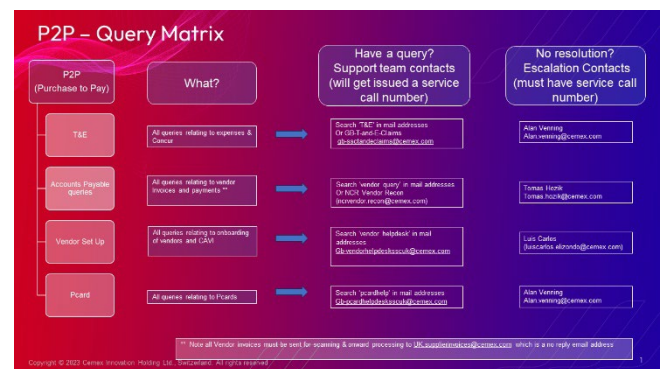 P2P – Query Matrix
P2P
(Purchase to Pay)
What?
Have a query?
Support team contacts
(will get issued a service
call number)
No resolution?
Escalation Contacts
(must have service call
number)
T&E
All queries relating to expenses &
Concur
Search 'T&E' in mail addresses
Or GB-T-and-E-Claims
gb-ssctandeclaims@cemex.com
Alan Venning
Alan.venning@cemex.com
Accounts Payable
queries
All queries relating to vendor
Invoices and payments **
Search 'vendor query' in mail addresses
Or NCR Vendor Recon
(ncrvendor.recon@cemex.com)
Tomas Hozik
Tomas.hozik@cemex.com
Vendor Set Up
All queries relating to onboarding
of vendors and CAVI
Search 'vendor helpdesk' in mail
addresses
Gb-vendorhelpdesksscuk@cemex.com
Luis Carlos
(luiscarlos.elizondo@cemex.com)
Pcard
All queries relating to Pcards
Search 'pcardhelp' in mail addresses
Gb-pcardhelpdesksscuk@cemex.com
Alan Venning
Alan.venning@cemex.com
** Note all Vendor invoices must be sent for scanning & onward processing to UK.supplierinvoices@cemex.com which is a no reply email address
Copyright © 2023 Cemex Innovation Holding Ltd., Switzerland. All rights reserved
1